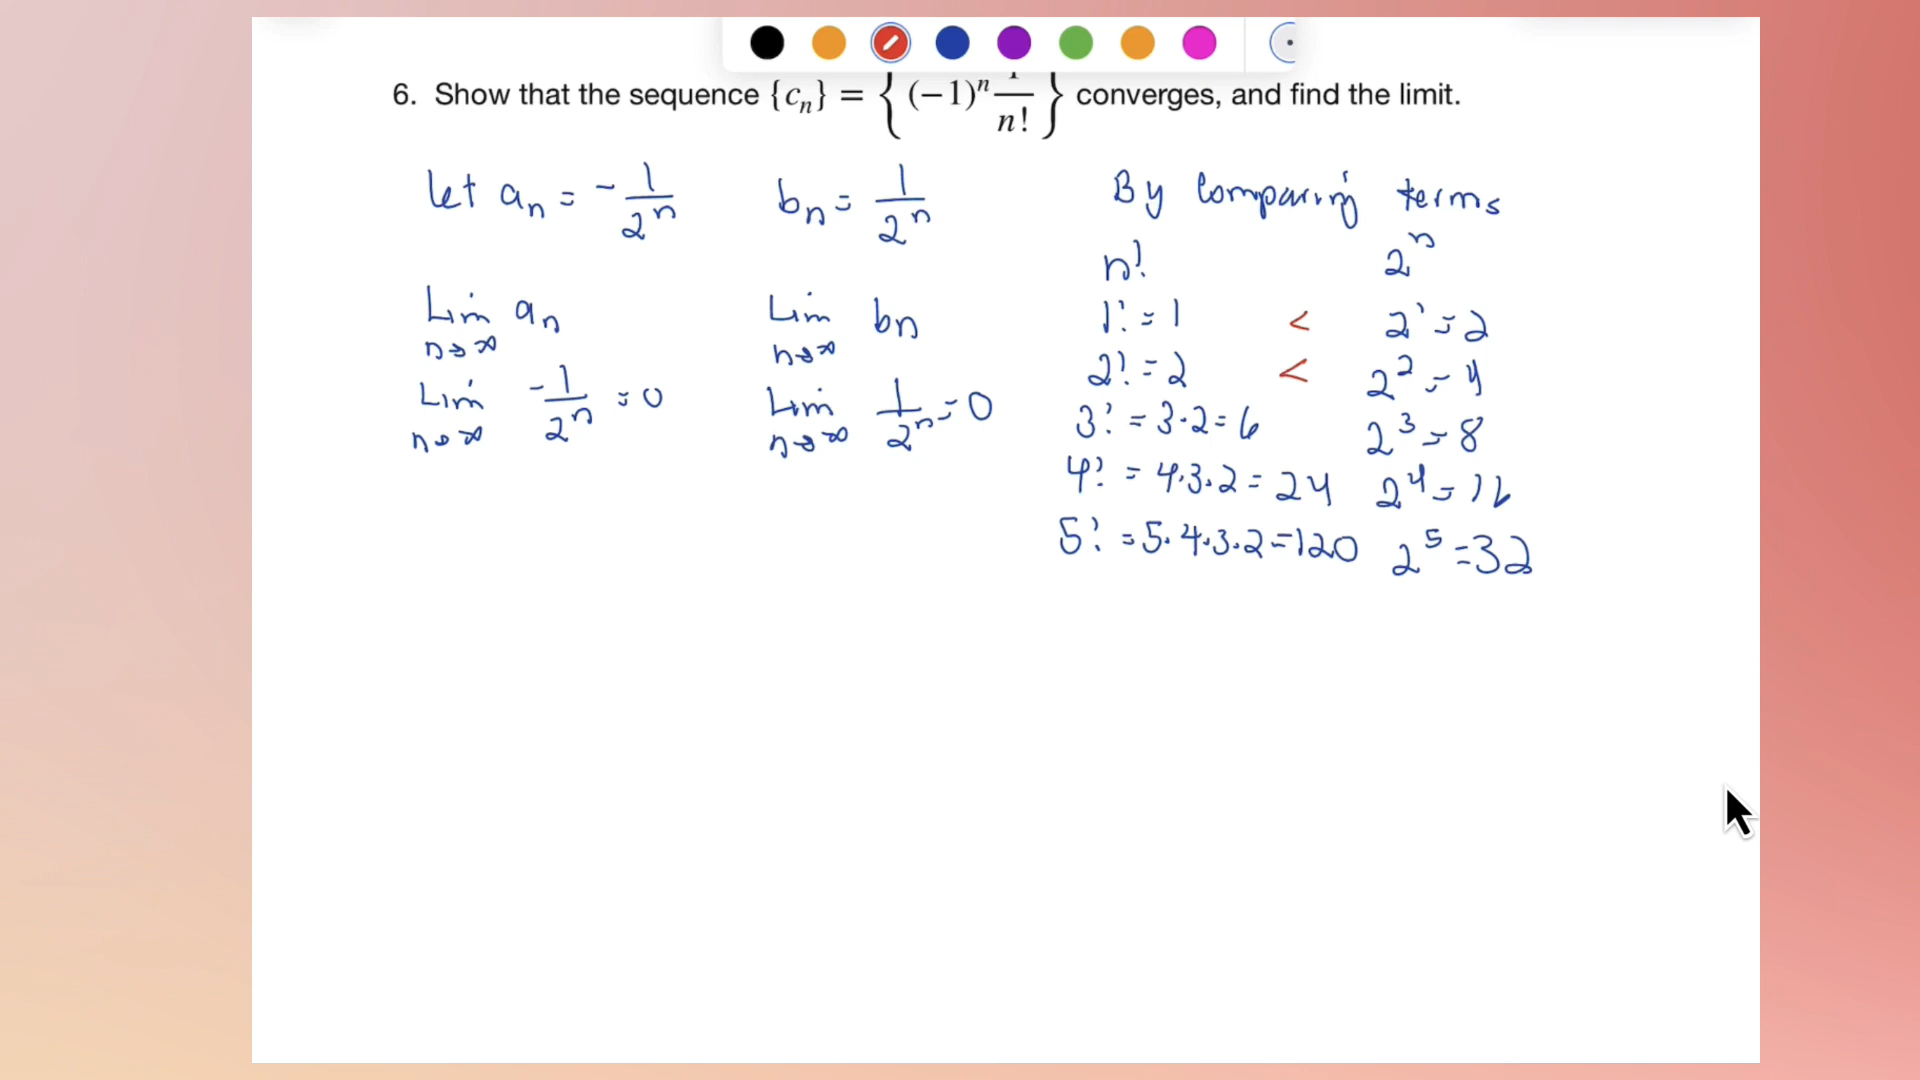 6. Show that the sequence {cₙ} = {(−1)ⁿ 1/n!} converges, and find the limit.
let aₙ = -1/2ⁿ bₙ = 1/2ⁿ
Lim n→∞ aₙ Lim n→∞ bₙ
Lim n→∞ -1/2ⁿ = 0 Lim n→∞ 1/2ⁿ = 0
By comparing terms
n! 2ⁿ
1! = 1 < 2¹ = 2
2! = 2 < 2² = 4
3! = 3·2 = 6 2³ = 8
4! = 4·3·2 = 24 2⁴ = 16
5! = 5·4·3·2 = 120 2⁵ = 32